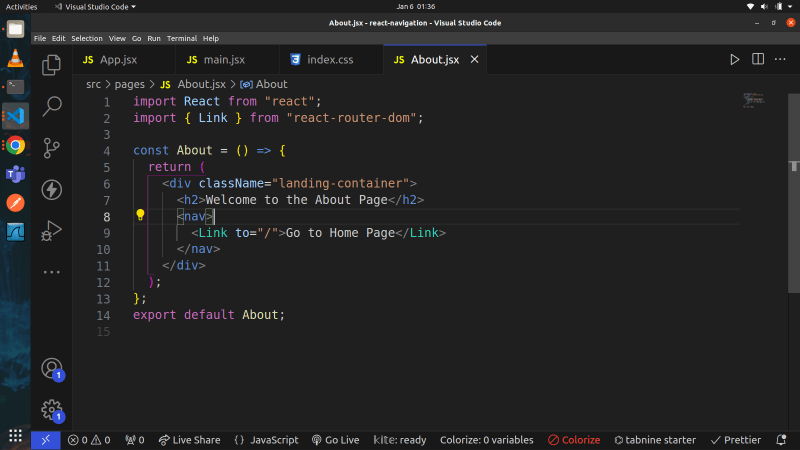 Activities Visual Studio Code Jan 6 01:36
About.jsx - react-navigation - Visual Studio Code
File Edit Selection View Go Run Terminal Help
JS App.jsx JS main.jsx index.css JS About.jsx
src > pages > JS About.jsx > About
1 import React from "react";
2 import { Link } from "react-router-dom";
3
4 const About = () => {
5 return (
6 <div className="landing-container">
7 <h2>Welcome to the About Page</h2>
8 <nav>
9 <Link to="/">Go to Home Page</Link>
10 </nav>
11 </div>
12 );
13 };
14 export default About;
15
1
1
0 0 0 Live Share {} JavaScript Go Live kite: ready Colorize: 0 variables Colorize tabnine starter Prettier